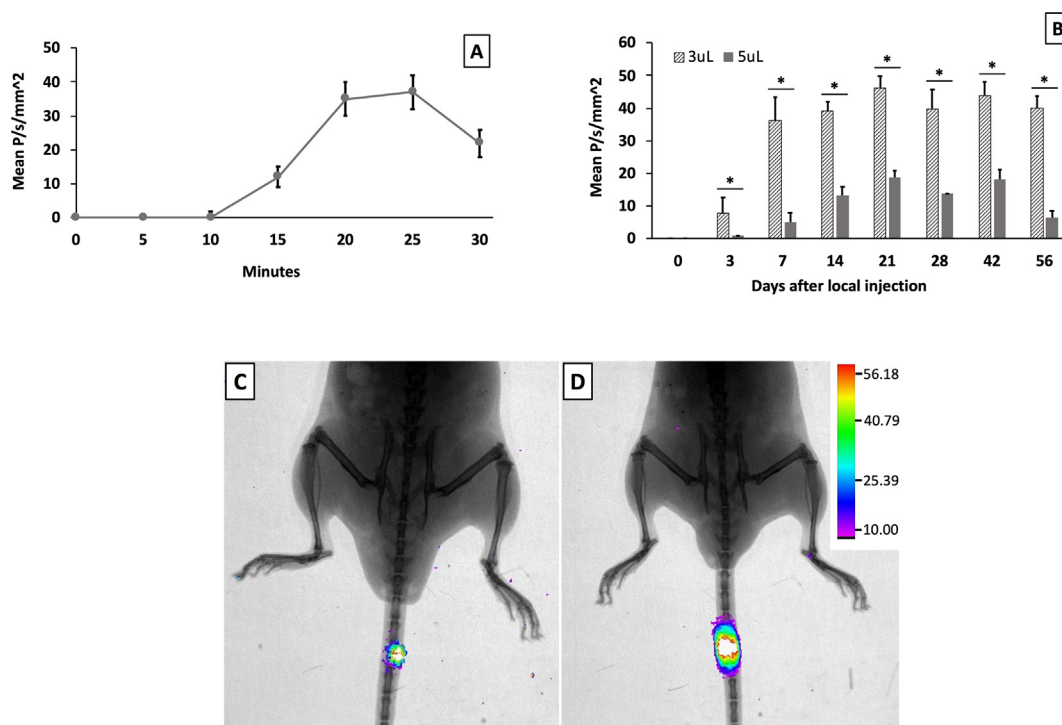 A
50
40
30
20
10
0
Mean P/s/mm^2
0 5 10 15 20 25 30
Minutes
B
60
50
40
30
20
10
0
Mean P/s/mm^2
3uL 5uL
* * * * * * *
0 3 7 14 21 28 42 56
Days after local injection
C
D
56.18
40.79
25.39
10.00